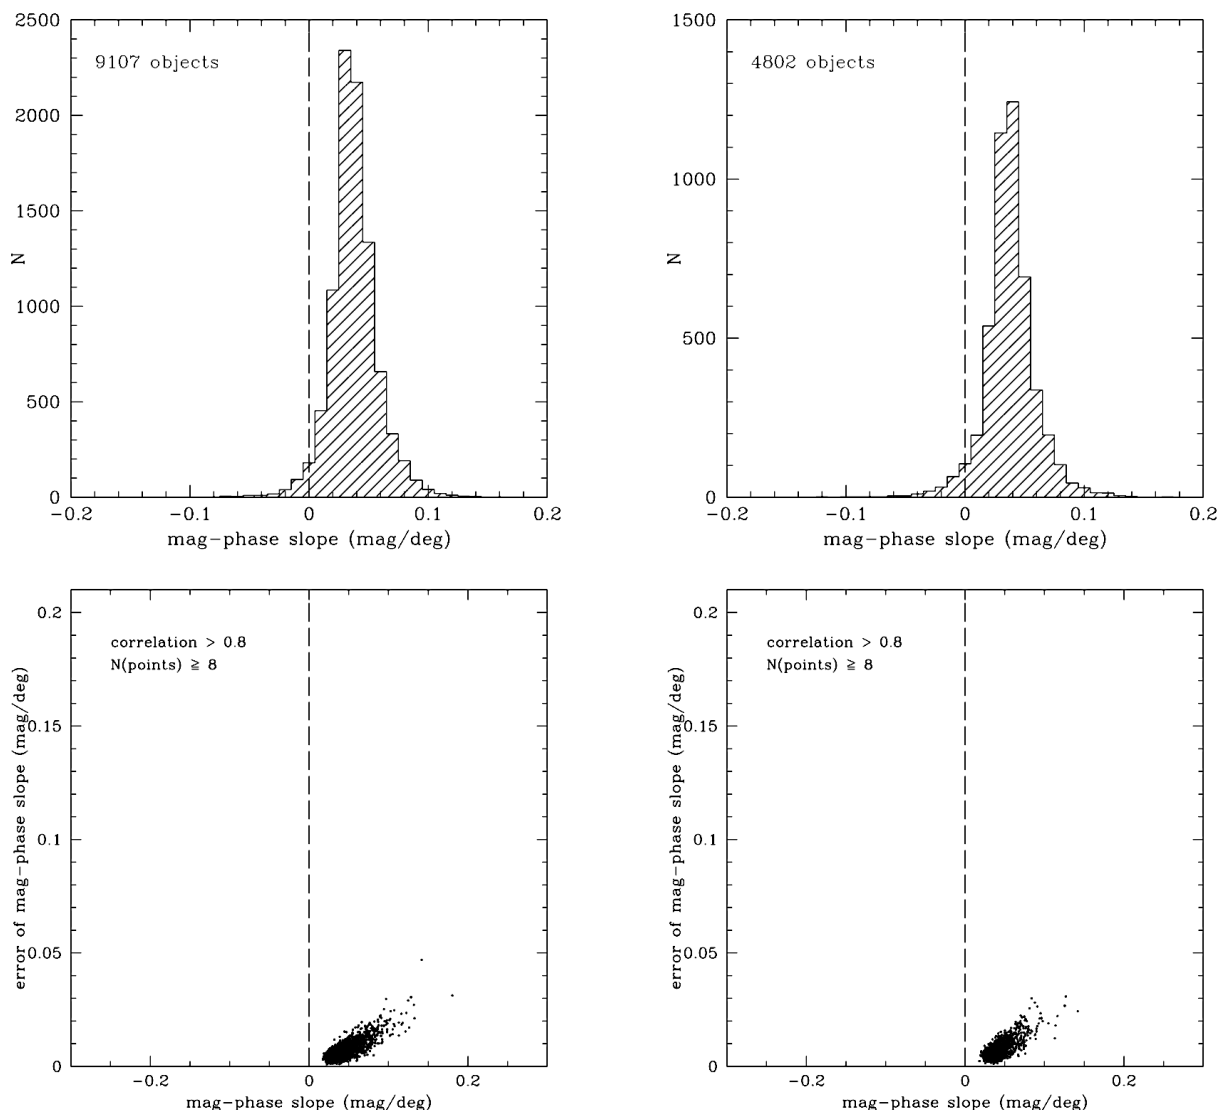 2500
2000
1500
1000
500
0
N
9107 objects
-0.2
-0.1
0
0.1
0.2
mag-phase slope (mag/deg)
1500
1000
500
0
N
4802 objects
-0.2
-0.1
0
0.1
0.2
mag-phase slope (mag/deg)
0.2
0.15
0.1
0.05
0
error of mag-phase slope (mag/deg)
correlation > 0.8
N(points) ≧ 8
-0.2
0
0.2
mag-phase slope (mag/deg)
0.2
0.15
0.1
0.05
0
error of mag-phase slope (mag/deg)
correlation > 0.8
N(points) ≧ 8
-0.2
0
0.2
mag-phase slope (mag/deg)